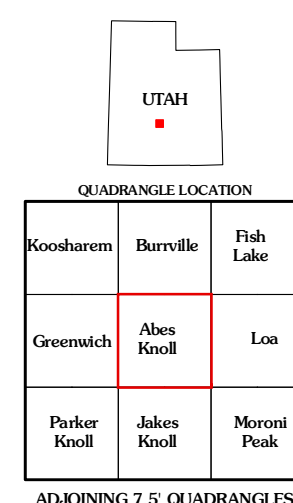 UTAH
QUADRANGLE LOCATION
Koosharem Burrville Fish
Lake
Greenwich Abes
Knoll Loa
Parker
Knoll Jakes
Knoll Moroni
Peak
ADJOINING 7.5' QUADRANGLES